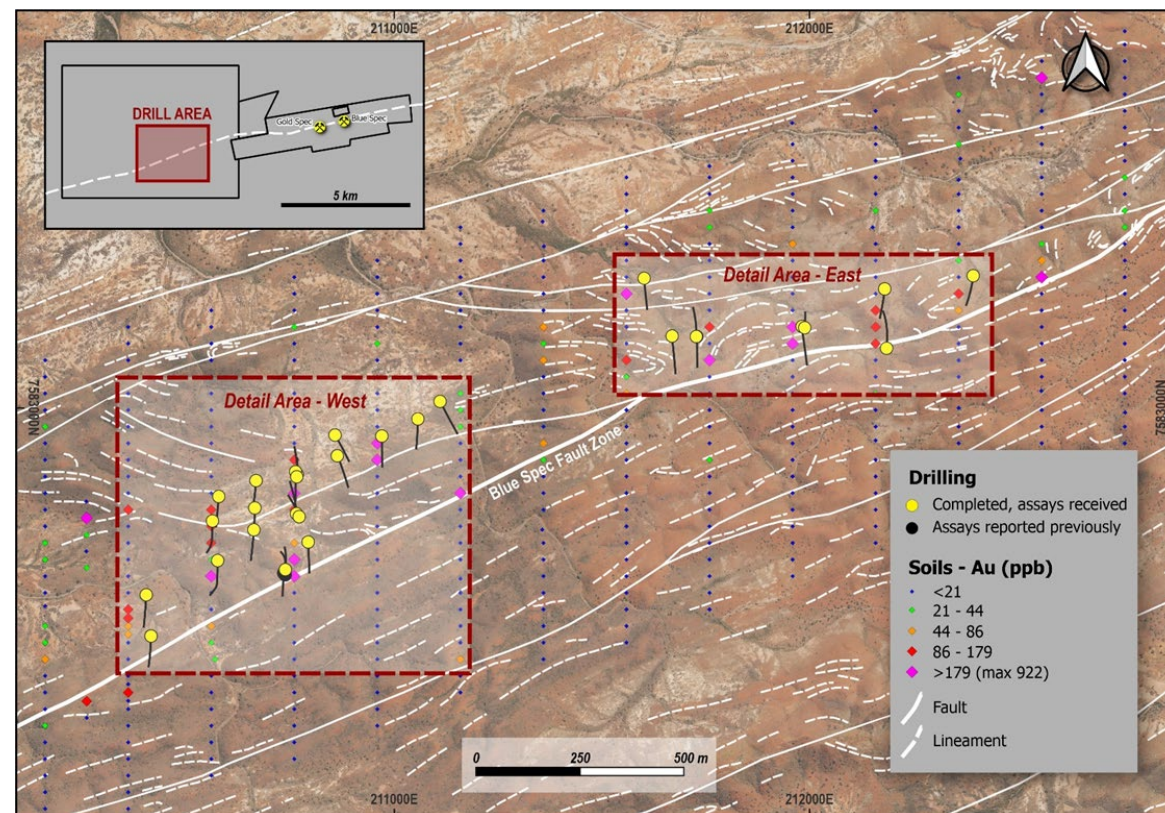 211000E
212000E
DRILL AREA
Gold Spec
Blue Spec
5 km
Detail Area - East
Detail Area - West
7583000N
7583000N
Blue Spec Fault Zone
Drilling
Completed, assays received
Assays reported previously
Soils - Au (ppb)
<21
21 - 44
44 - 86
86 - 179
>179 (max 922)
Fault
Lineament
0 250 500 m
211000E
212000E